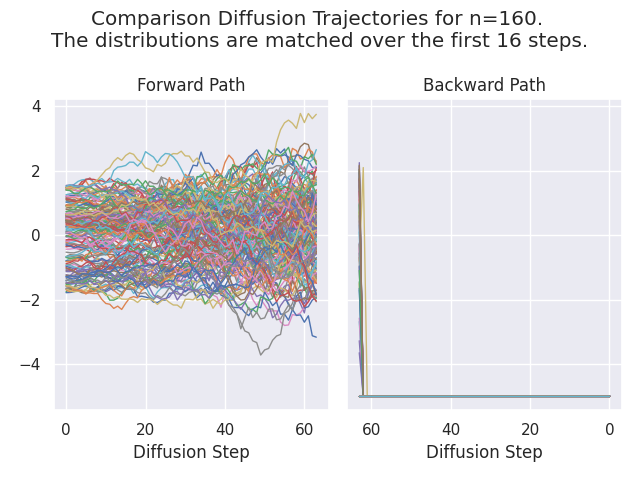 Comparison Diffusion Trajectories for n=160.
The distributions are matched over the first 16 steps.
Forward Path
Backward Path
4
2
0
−2
−4
0 20 40 60
60 40 20 0
Diffusion Step
Diffusion Step